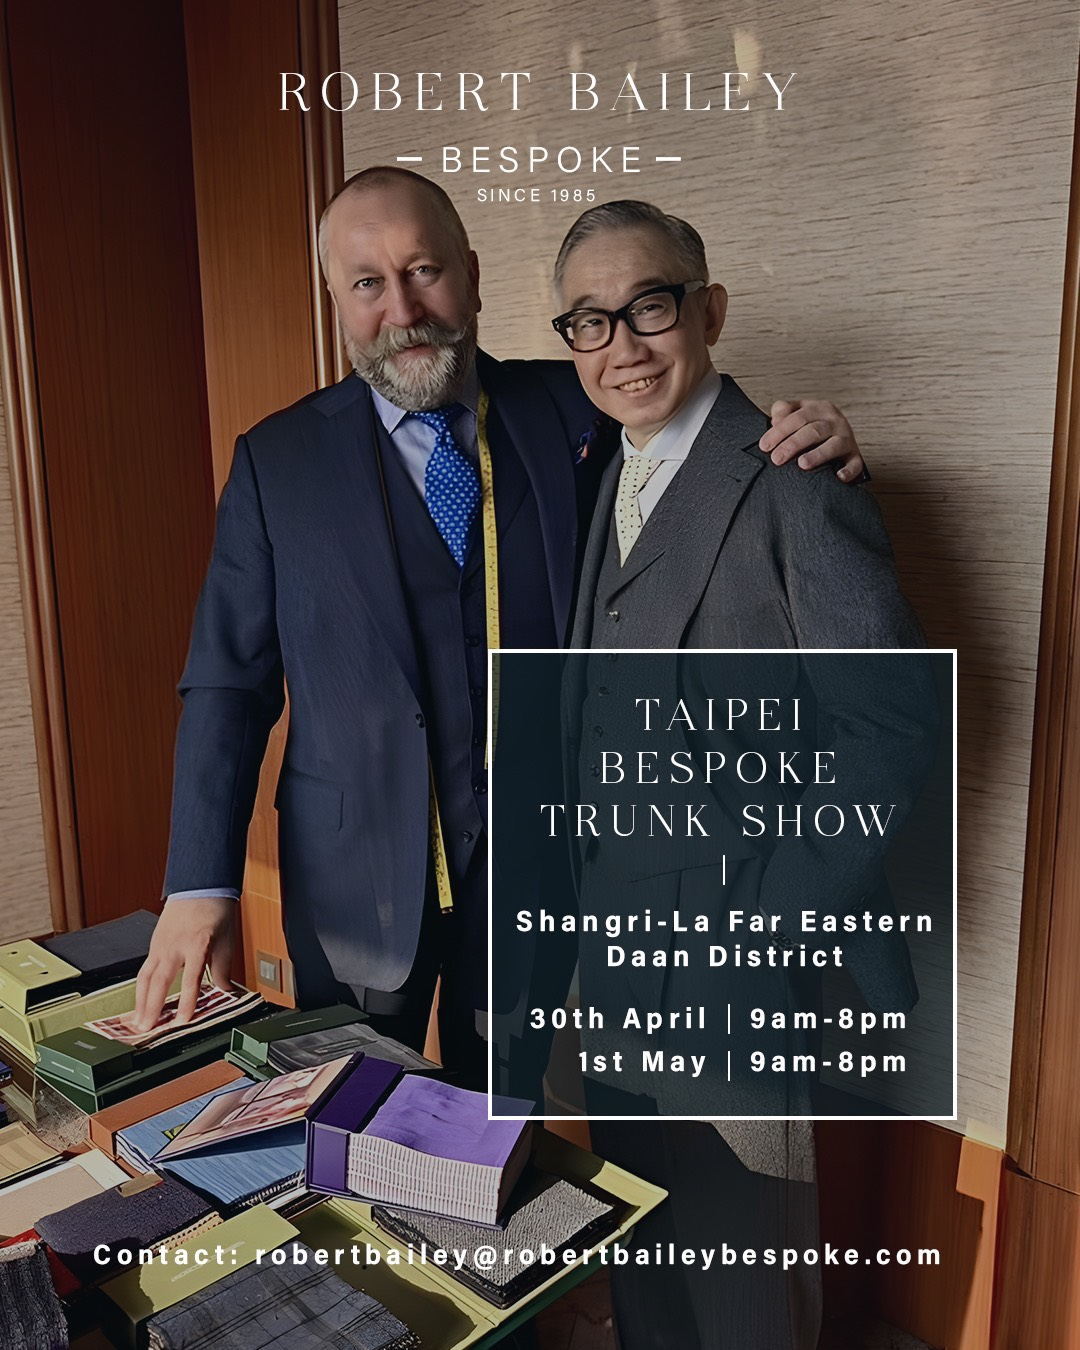 ROBERT BAILEY
BESPOKE
SINCE 1985
TAIPEI
BESPOKE
TRUNK SHOW
Shangri-La Far Eastern
Daan District
30th April | 9am-8pm
1st May | 9am-8pm
Contact: robertbailey@robertbaileybespoke.com